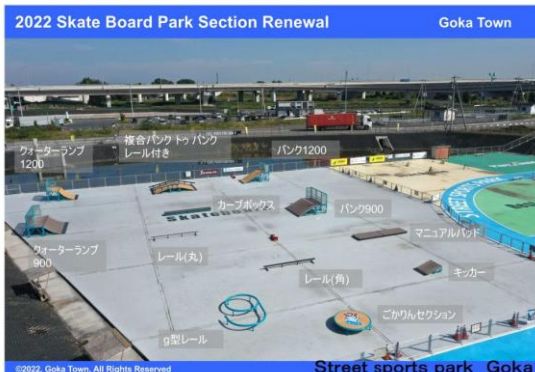 2022 Skate Board Park Section Renewal
Goka Town
クォーターランプ
1200
複合バンク トゥ バンク
レール付き
バンク1200
カーブボックス
バンク900
マニュアルパッド
クォーターランプ
900
レール(丸)
レール(角)
キッカー
ごかりんセクション
g型レール
©2022. Goka Town. All Rights Reserved
Street sports park Goka